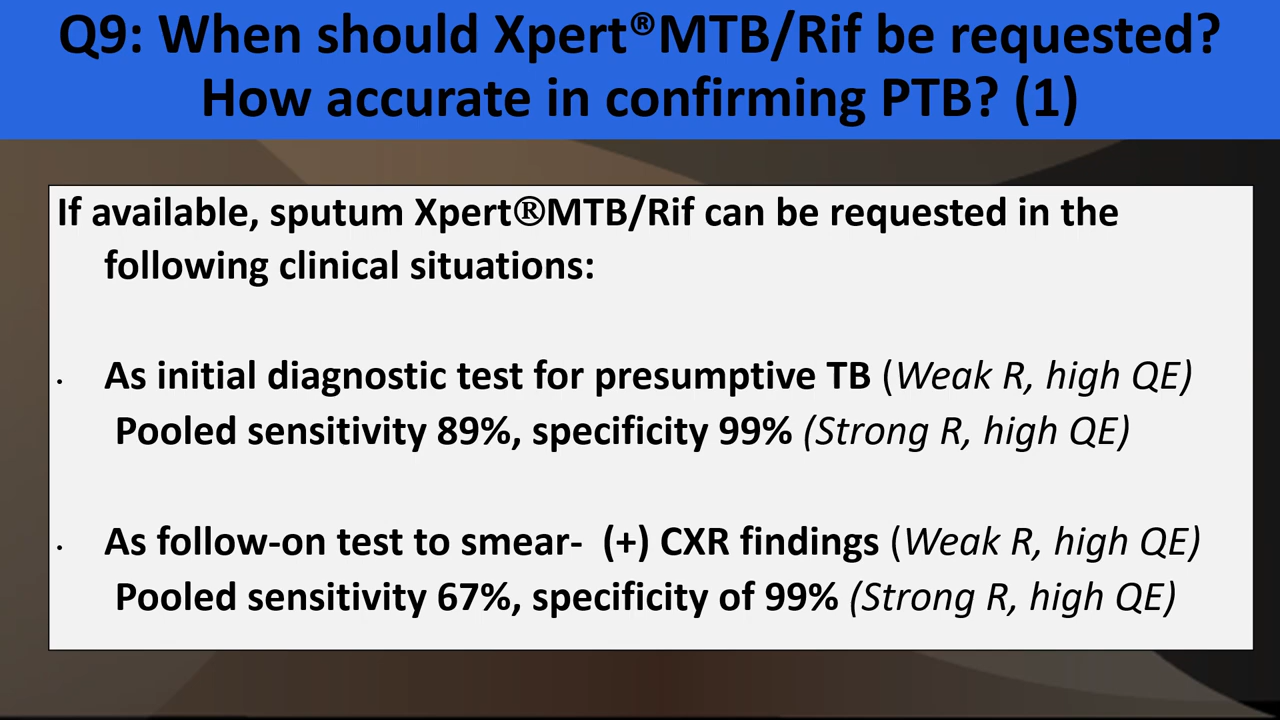 Q9: When should Xpert®MTB/Rif be requested?
How accurate in confirming PTB? (1)
If available, sputum Xpert®MTB/Rif can be requested in the
following clinical situations:
• As initial diagnostic test for presumptive TB (Weak R, high QE)
Pooled sensitivity 89%, specificity 99% (Strong R, high QE)
• As follow-on test to smear- (+) CXR findings (Weak R, high QE)
Pooled sensitivity 67%, specificity of 99% (Strong R, high QE)